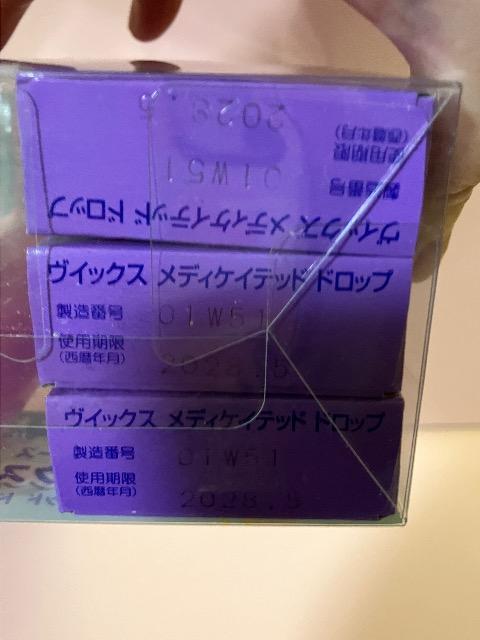 2028.5
使用期限
(西暦年月)
01W51
製造番号
ヴイックス メディケイテッド ドロップ
ヴイックス メディケイテッド ドロップ
製造番号
01W51
使用期限
(西暦年月)
2028.5
ヴイックス メディケイテッド ドロップ
製造番号
01W51
使用期限
(西暦年月)
2028.5